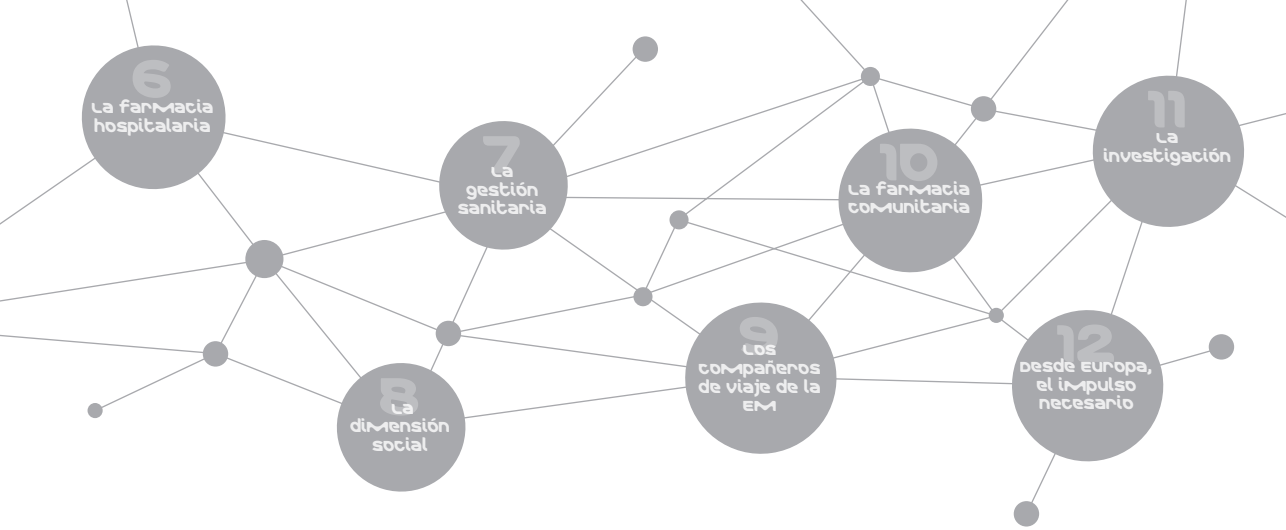 6
La farmacia
hospitalaria
7
La
gestión
sanitaria
8
La
dimensión
social
9
Los
compañeros
de viaje de la
EM
10
La farmacia
comunitaria
11
La
investigación
12
Desde Europa,
el impulso
necesario